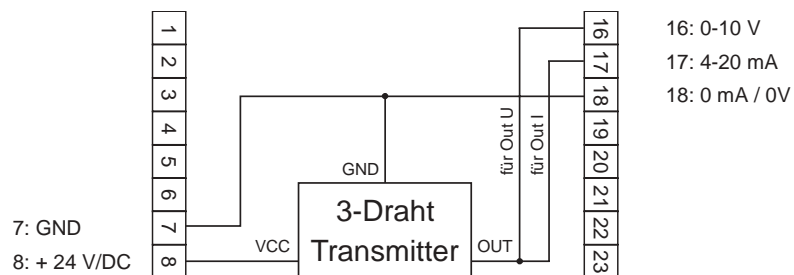 1
2
3
4
5
6
7
8
7: GND
8: + 24 V/DC
GND
VCC
3-Draht
Transmitter
OUT
für Out U
für Out I
16
17
18
19
20
21
22
23
16: 0-10 V
17: 4-20 mA
18: 0 mA / 0V